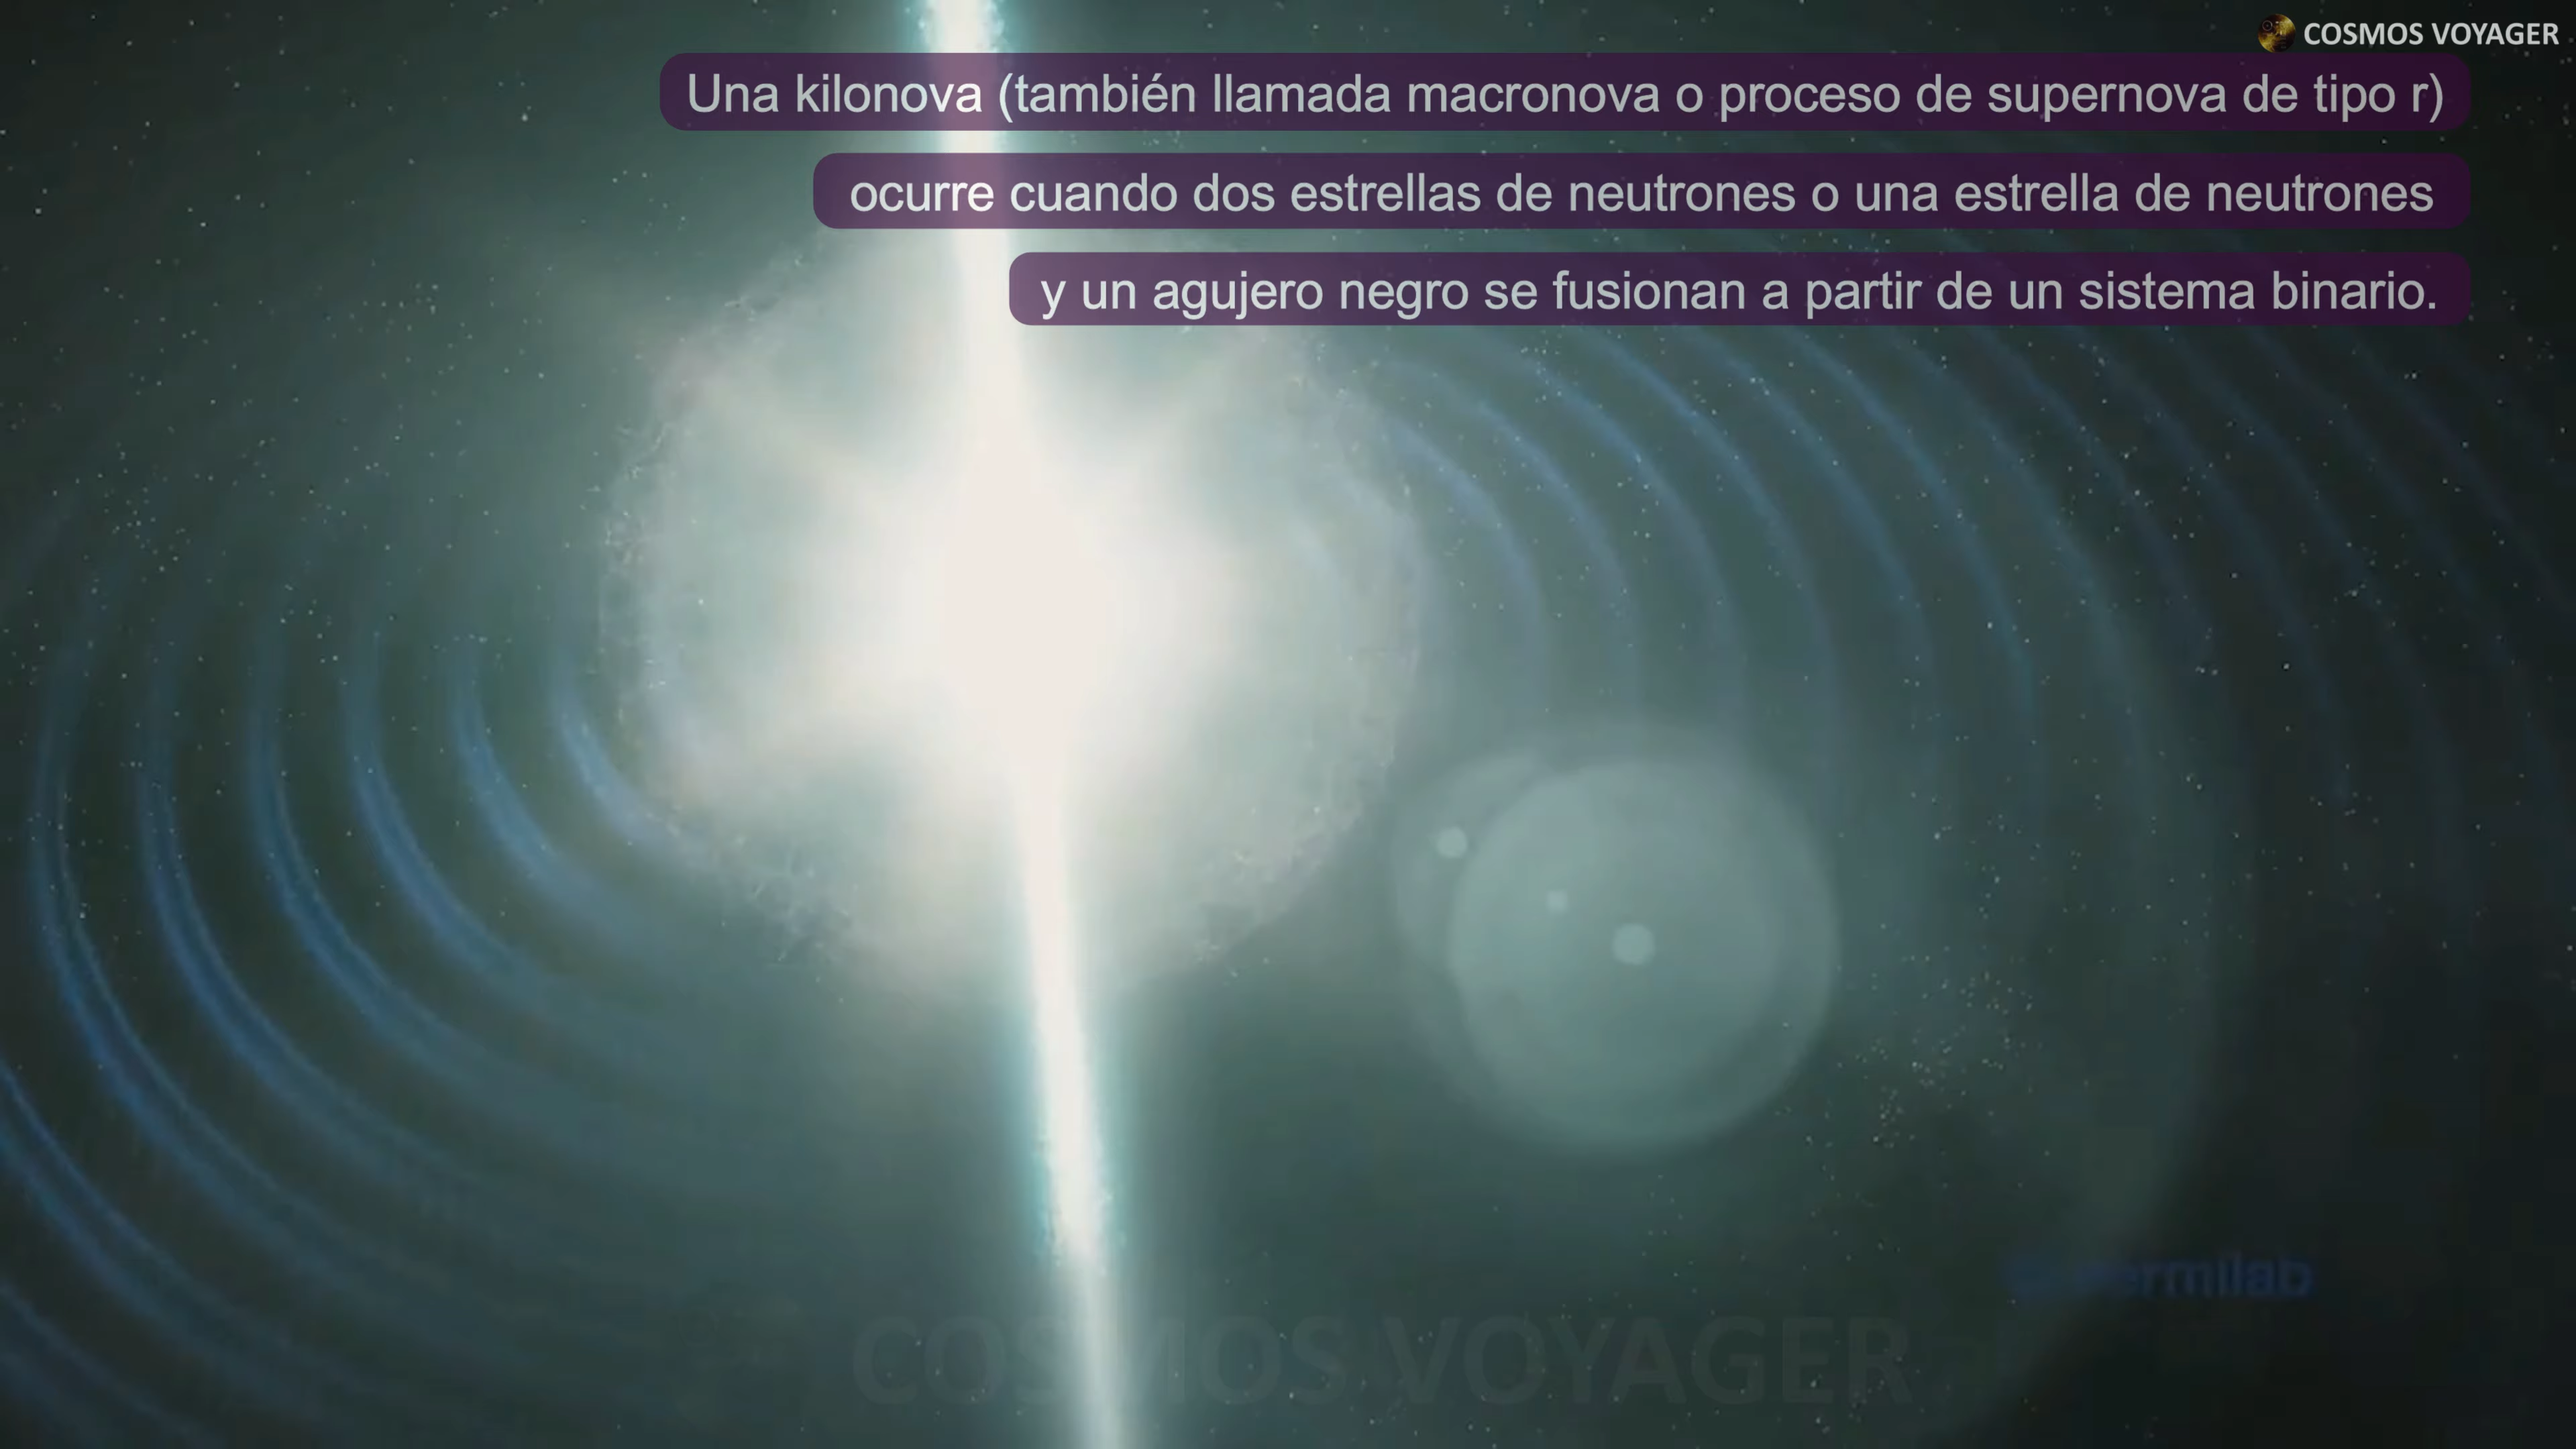 COSMOS VOYAGER
Una kilonova (también llamada macronova o proceso de supernova de tipo r)
ocurre cuando dos estrellas de neutrones o una estrella de neutrones
y un agujero negro se fusionan a partir de un sistema binario.
COSMOS VOYAGER